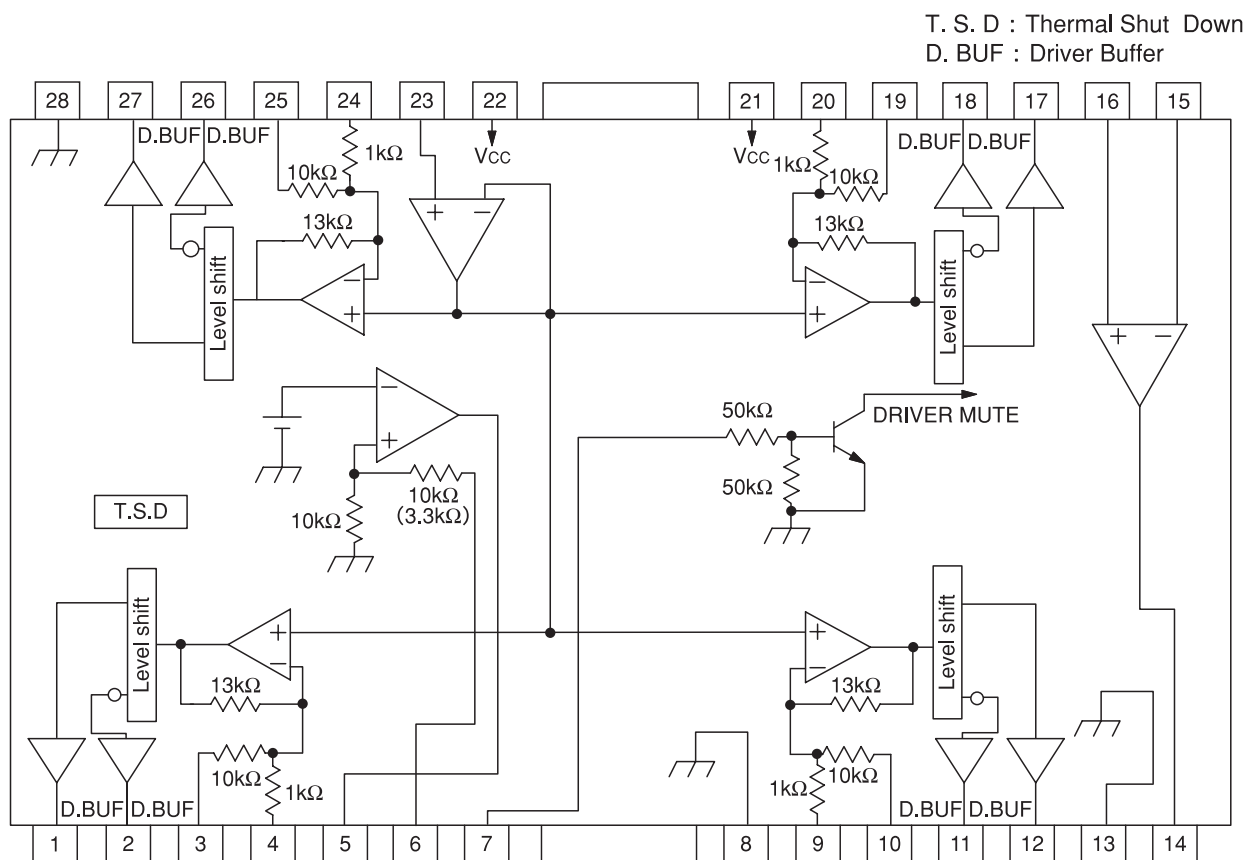 T. S. D : Thermal Shut Down
D. BUF : Driver Buffer
28 27 26 25 24 23 22 21 20 19 18 17 16 15
D.BUF D.BUF 1kΩ VCC VCC 1kΩ D.BUF D.BUF
10kΩ 10kΩ
13kΩ + − 13kΩ
Level shift − − Level shift
+ + + −
− 50kΩ DRIVER MUTE
+
10kΩ 50kΩ
T.S.D 10kΩ (3.3kΩ)
Level shift + + Level shift
− −
13kΩ 13kΩ
10kΩ 10kΩ
1kΩ 1kΩ
D.BUF D.BUF D.BUF D.BUF
1 2 3 4 5 6 7 8 9 10 11 12 13 14